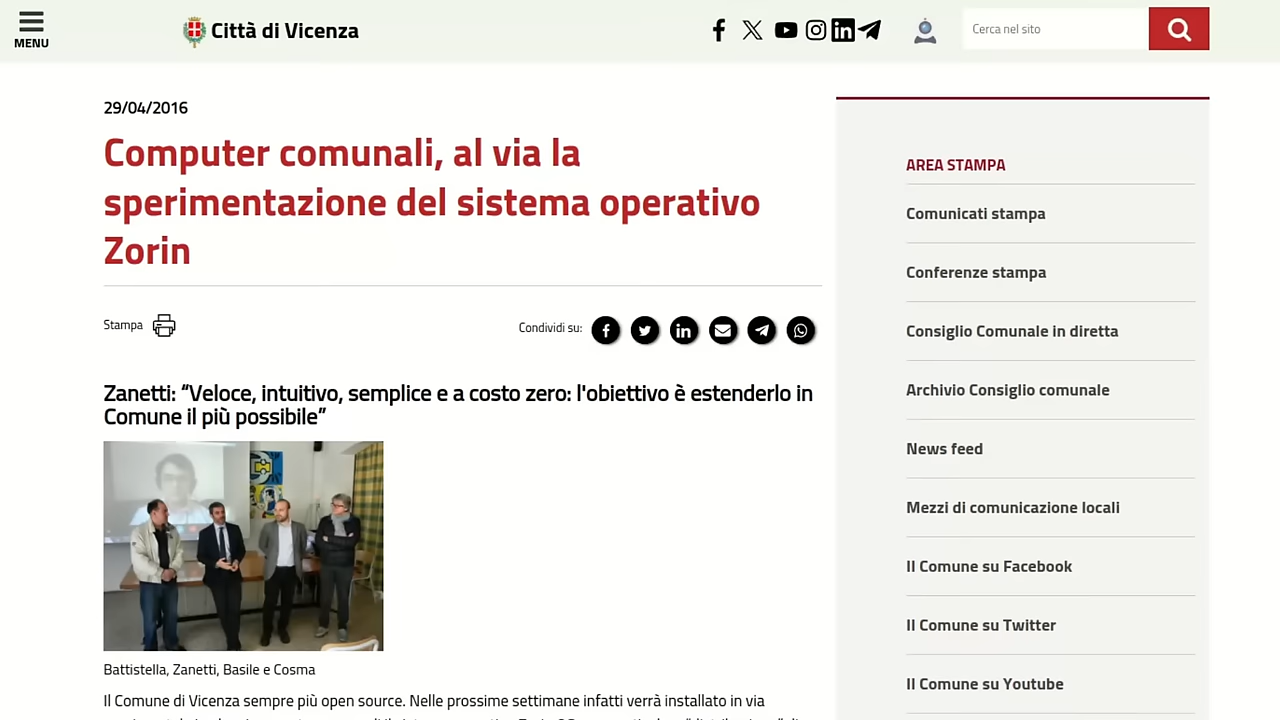 MENU
Città di Vicenza
Cerca nel sito
29/04/2016
Computer comunali, al via la
sperimentazione del sistema operativo
Zorin
Stampa
Condividi su:
Zanetti: “Veloce, intuitivo, semplice e a costo zero: l'obiettivo è estenderlo in
Comune il più possibile”
Battistella, Zanetti, Basile e Cosma
Il Comune di Vicenza sempre più open source. Nelle prossime settimane infatti verrà installato in via
AREA STAMPA
Comunicati stampa
Conferenze stampa
Consiglio Comunale in diretta
Archivio Consiglio comunale
News feed
Mezzi di comunicazione locali
Il Comune su Facebook
Il Comune su Twitter
Il Comune su Youtube